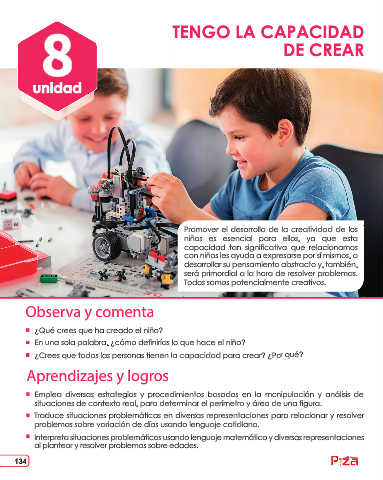 8
unidad
TENGO LA CAPACIDAD
DE CREAR
Promover el desarrollo de la creatividad de los
niños es esencial para ellos, ya que esta
capacidad tan significativa que relacionamos
con niños les ayuda a expresarse por sí mismos, a
desarrollar su pensamiento abstracto y, también,
será primordial a la hora de resolver problemas.
Todos somos potencialmente creativos.
Observa y comenta
¿Qué crees que ha creado el niño?
En una sola palabra, ¿cómo definirías lo que hace el niño?
¿Crees que todas las personas tienen la capacidad para crear? ¿Por qué?
Aprendizajes y logros
Emplea diversas estrategias y procedimientos basados en la manipulación y análisis de
situaciones de contexto real, para determinar el perímetro y área de una figura.
Traduce situaciones problemáticas en diversas representaciones para relacionar y resolver
problemas sobre variación de días usando lenguaje cotidiano.
Interpreta situaciones problemáticas usando lenguaje matemático y diversas representaciones
al plantear y resolver problemas sobre edades.
134